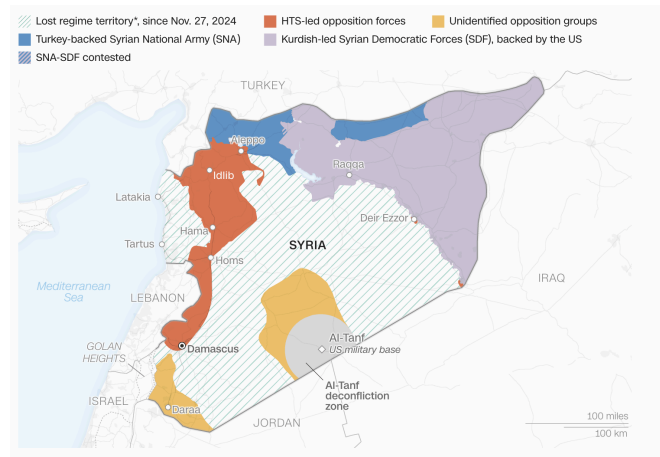 Lost regime territory*, since Nov. 27, 2024
HTS-led opposition forces
Unidentified opposition groups
Turkey-backed Syrian National Army (SNA)
Kurdish-led Syrian Democratic Forces (SDF), backed by the US
SNA-SDF contested
TURKEY
Aleppo
Raqqa
Idlib
Latakia
Deir Ezzor
Hama
Tartus
SYRIA
Homs
IRAQ
Mediterranean
Sea
LEBANON
Al-Tanf
US military base
GOLAN
HEIGHTS
Damascus
Al-Tanf
deconfliction
zone
ISRAEL
Daraa
JORDAN
100 miles
100 km